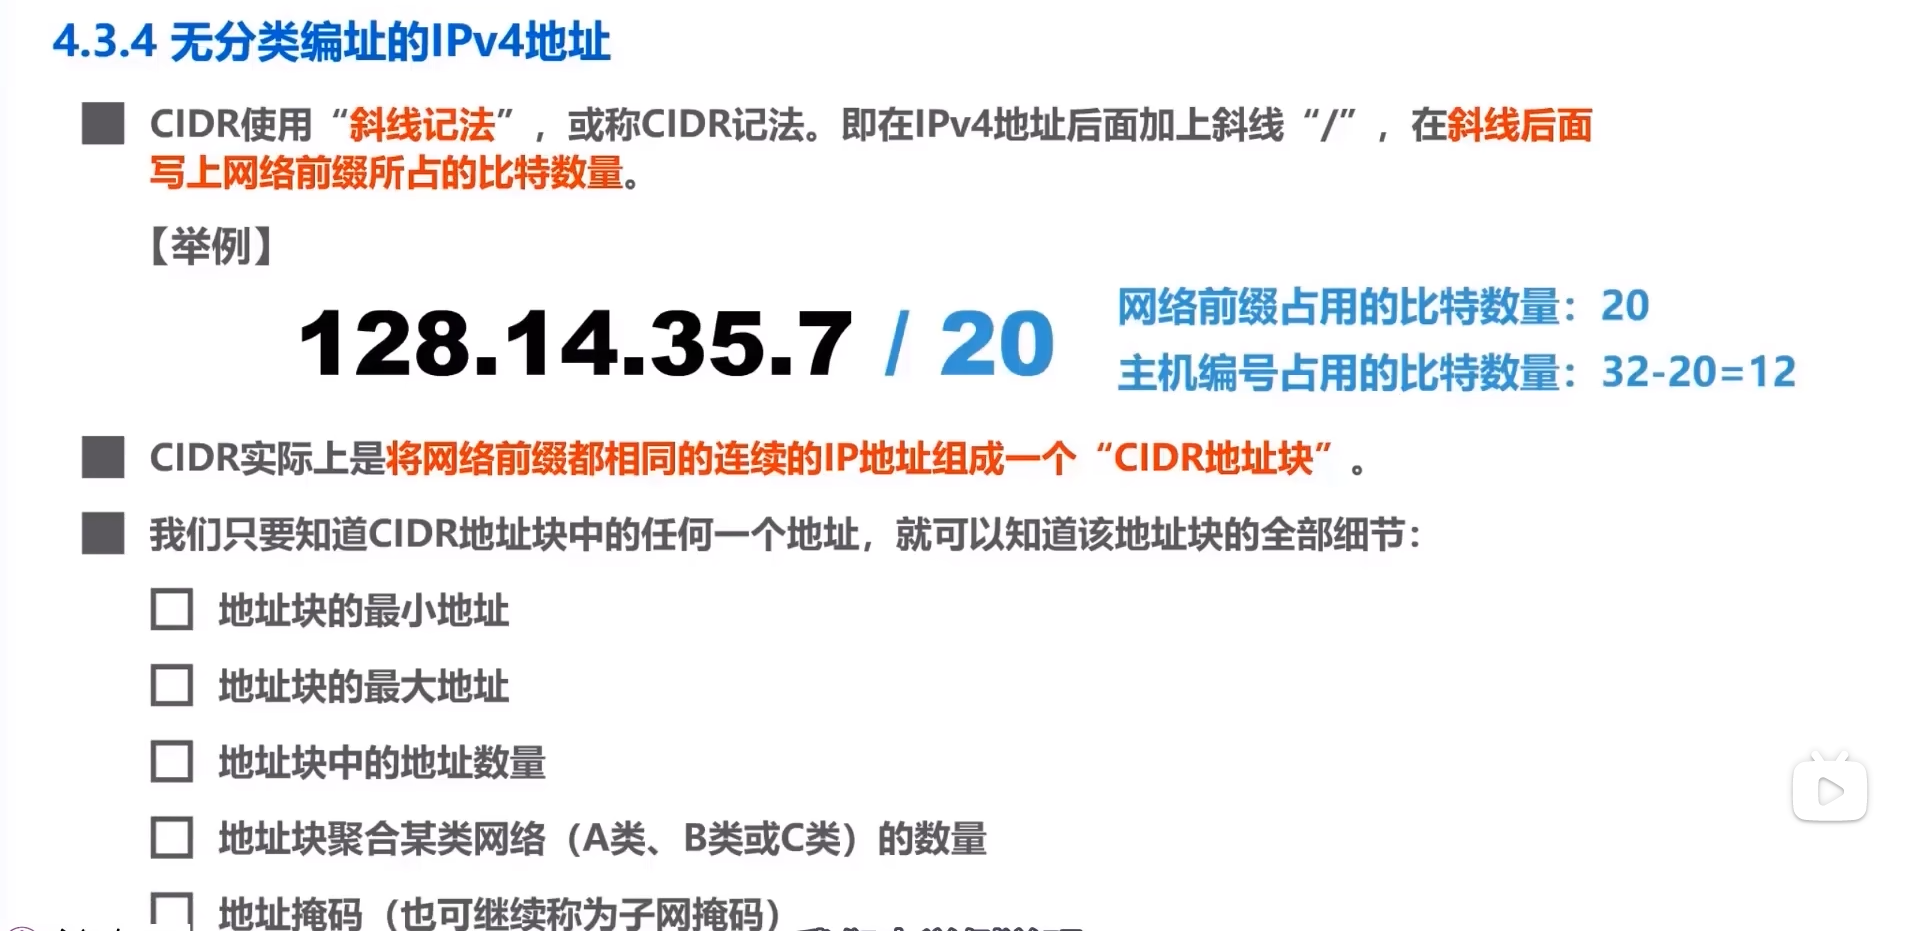 4.3.4 无分类编址的IPv4地址
CIDR使用“斜线记法”，或称CIDR记法。即在IPv4地址后面加上斜线“/”，在斜线后面
写上网络前缀所占的比特数量。
【举例】
128.14.35.7 / 20
网络前缀占用的比特数量：20
主机编号占用的比特数量：32-20=12
CIDR实际上是将网络前缀都相同的连续的IP地址组成一个“CIDR地址块”。
我们只要知道CIDR地址块中的任何一个地址，就可以知道该地址块的全部细节：
地址块的最小地址
地址块的最大地址
地址块中的地址数量
地址块聚合某类网络（A类、B类或C类）的数量
地址掩码（也可继续称为子网掩码）